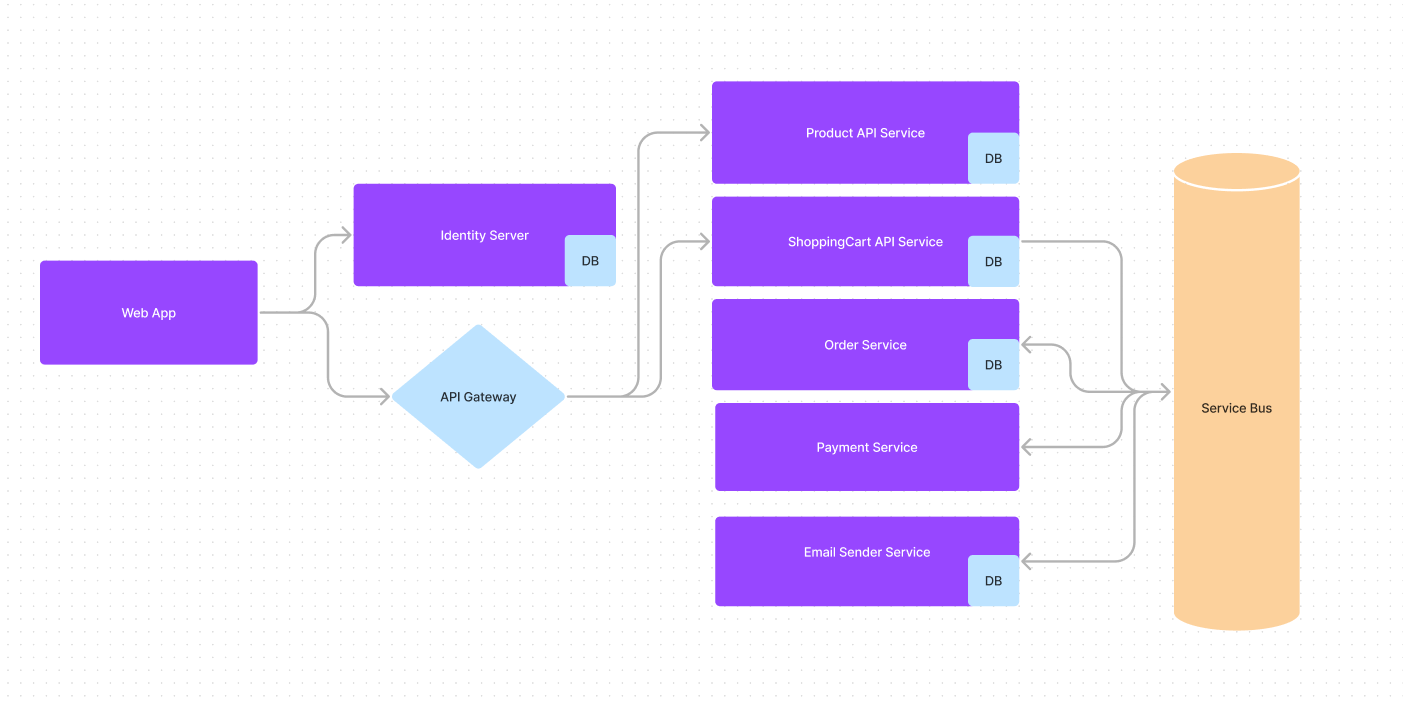 Product API Service
DB
Identity Server
DB
ShoppingCart API Service
DB
Web App
Order Service
DB
API Gateway
Service Bus
Payment Service
Email Sender Service
DB